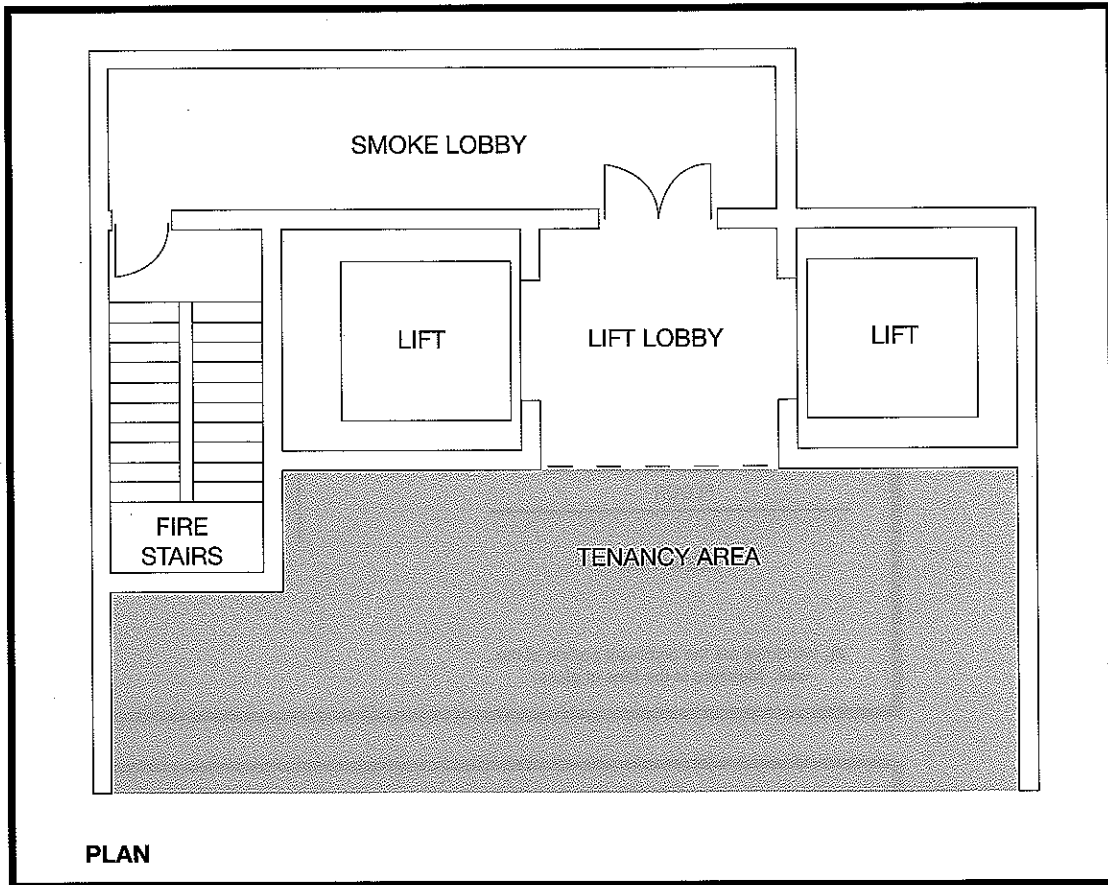 SMOKE LOBBY
LIFT
LIFT LOBBY
LIFT
FIRE
STAIRS
TENANCY AREA
PLAN